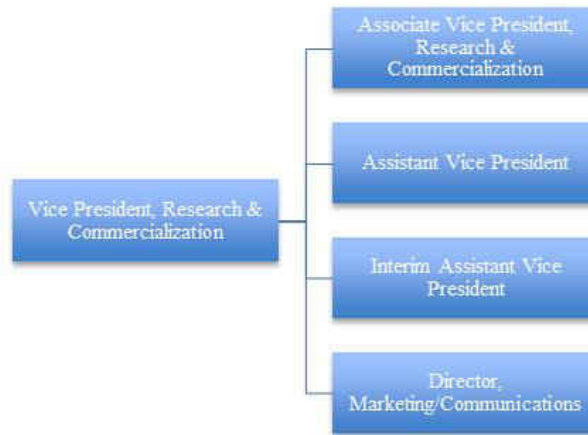 Associate Vice President,
Research &
Commercialization
Assistant Vice President
Vice President, Research &
Commercialization
Interim Assistant Vice
President
Director,
Marketing/Communications